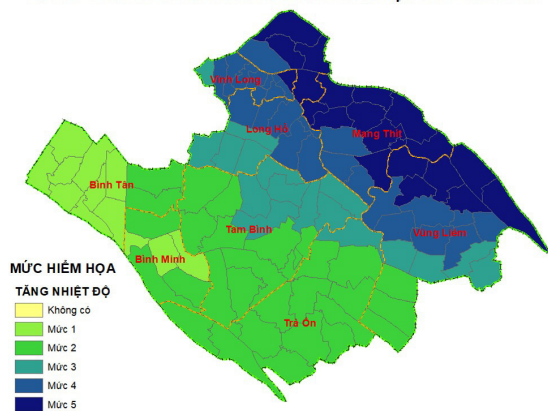 Vĩnh Long
Long Hồ
Mang Thít
Bình Tân
Tam Bình
Vũng Liêm
Bình Minh
Trà Ôn
MỨC HIỂM HỌA
TĂNG NHIỆT ĐỘ
Không có
Mức 1
Mức 2
Mức 3
Mức 4
Mức 5